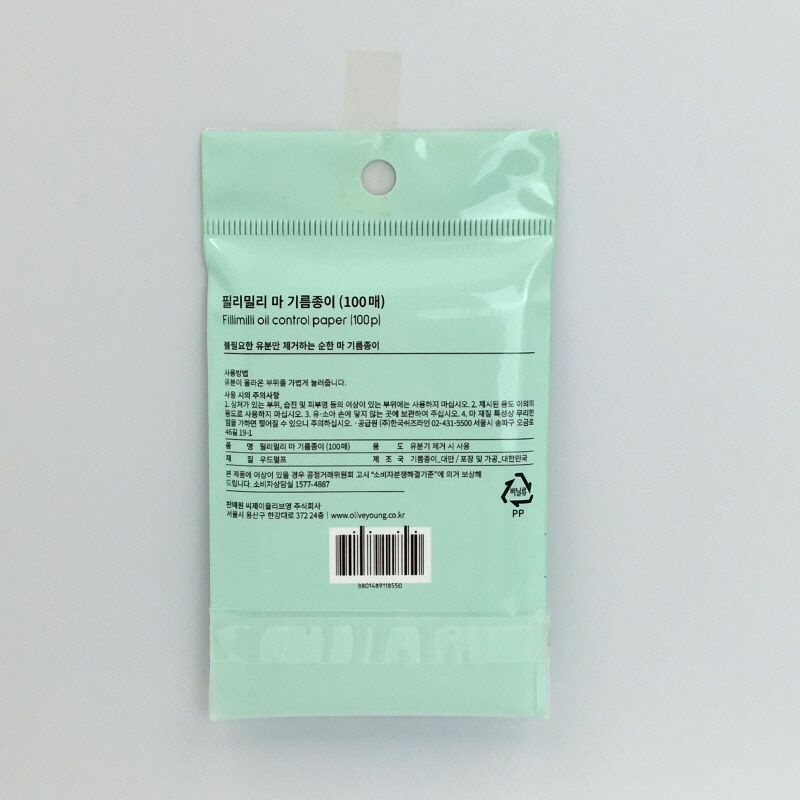 필리밀리 마 기름종이 (100매)
Fillimilli oil control paper (100p)
불필요한 유분만 제거하는 순한 마 기름종이
사용방법
유분이 올라온 부위를 가볍게 눌러줍니다.
사용 시의 주의사항
1. 상처가 있는 부위, 습진 및 피부염 등의 이상이 있는 부위에는 사용하지 마십시오. 2. 제시된 용도 이외의
용도로 사용하지 마십시오. 3. 유·소아 손에 닿지 않는 곳에 보관하여 주십시오. 4. 마 재질 특성상 무리한
힘을 가하면 찢어질 수 있으니 주의하십시오. · 공급원 (주)한국쉬즈라인 02-431-5500 서울시 송파구 오금로
46길 19-1
품 명 필리밀리 마 기름종이 (100매) 용 도 유분기 제거 시 사용
재 질 우드펄프 제 조 국 기름종이_대만 / 포장 및 가공_대한민국
본 제품에 이상이 있을 경우 공정거래위원회 고시 "소비자분쟁해결기준"에 의거 보상해
드립니다. 소비자상담실 1577-4887
판매원 씨제이올리브영 주식회사
서울시 용산구 한강대로 372 24층 | www.oliveyoung.co.kr
비닐류
PP
8801489118550